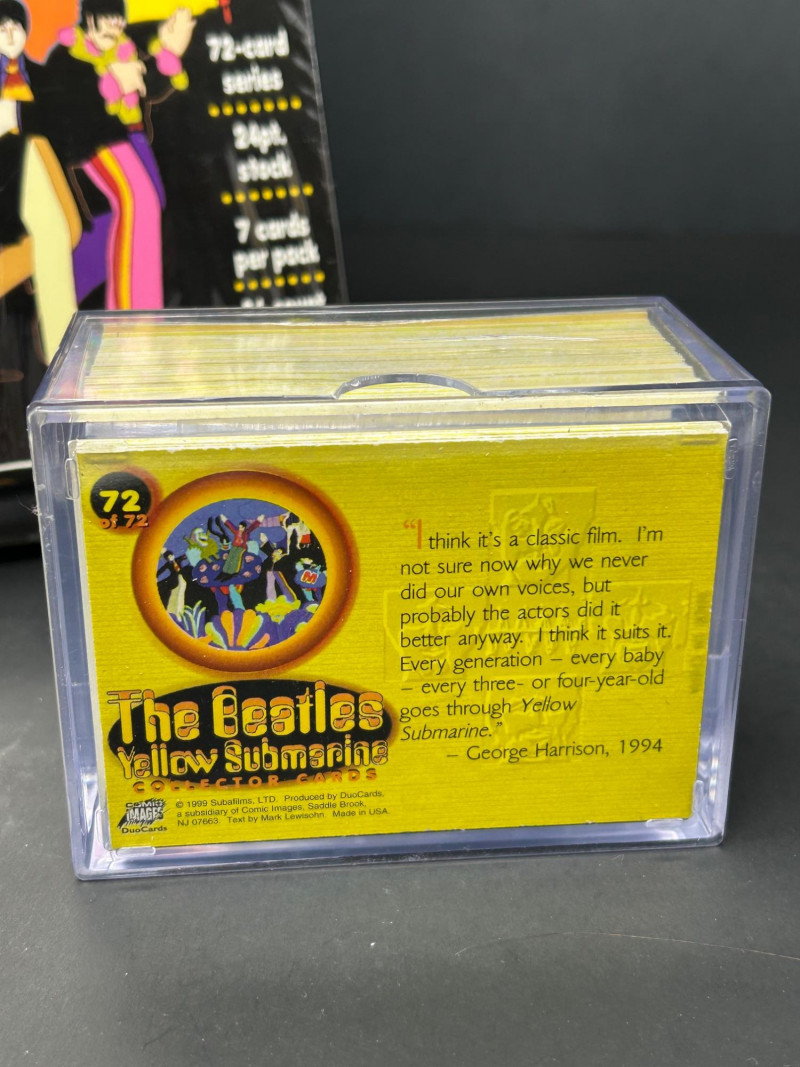 72-card
series
24pt.
stock
7 cards
per pack
72
of 72
M
"I think it's a classic film. I'm
not sure now why we never
did our own voices, but
probably the actors did it
better anyway. I think it suits it.
Every generation – every baby
– every three- or four-year-old
goes through Yellow
Submarine."
– George Harrison, 1994
The Beatles
Yellow Submarine
COLLECTOR CARDS
COMIC
IMAGES
DuoCards
© 1999 Subafilms, LTD. Produced by DuoCards,
a subsidiary of Comic Images, Saddle Brook,
NJ 07663. Text by Mark Lewisohn. Made in USA.